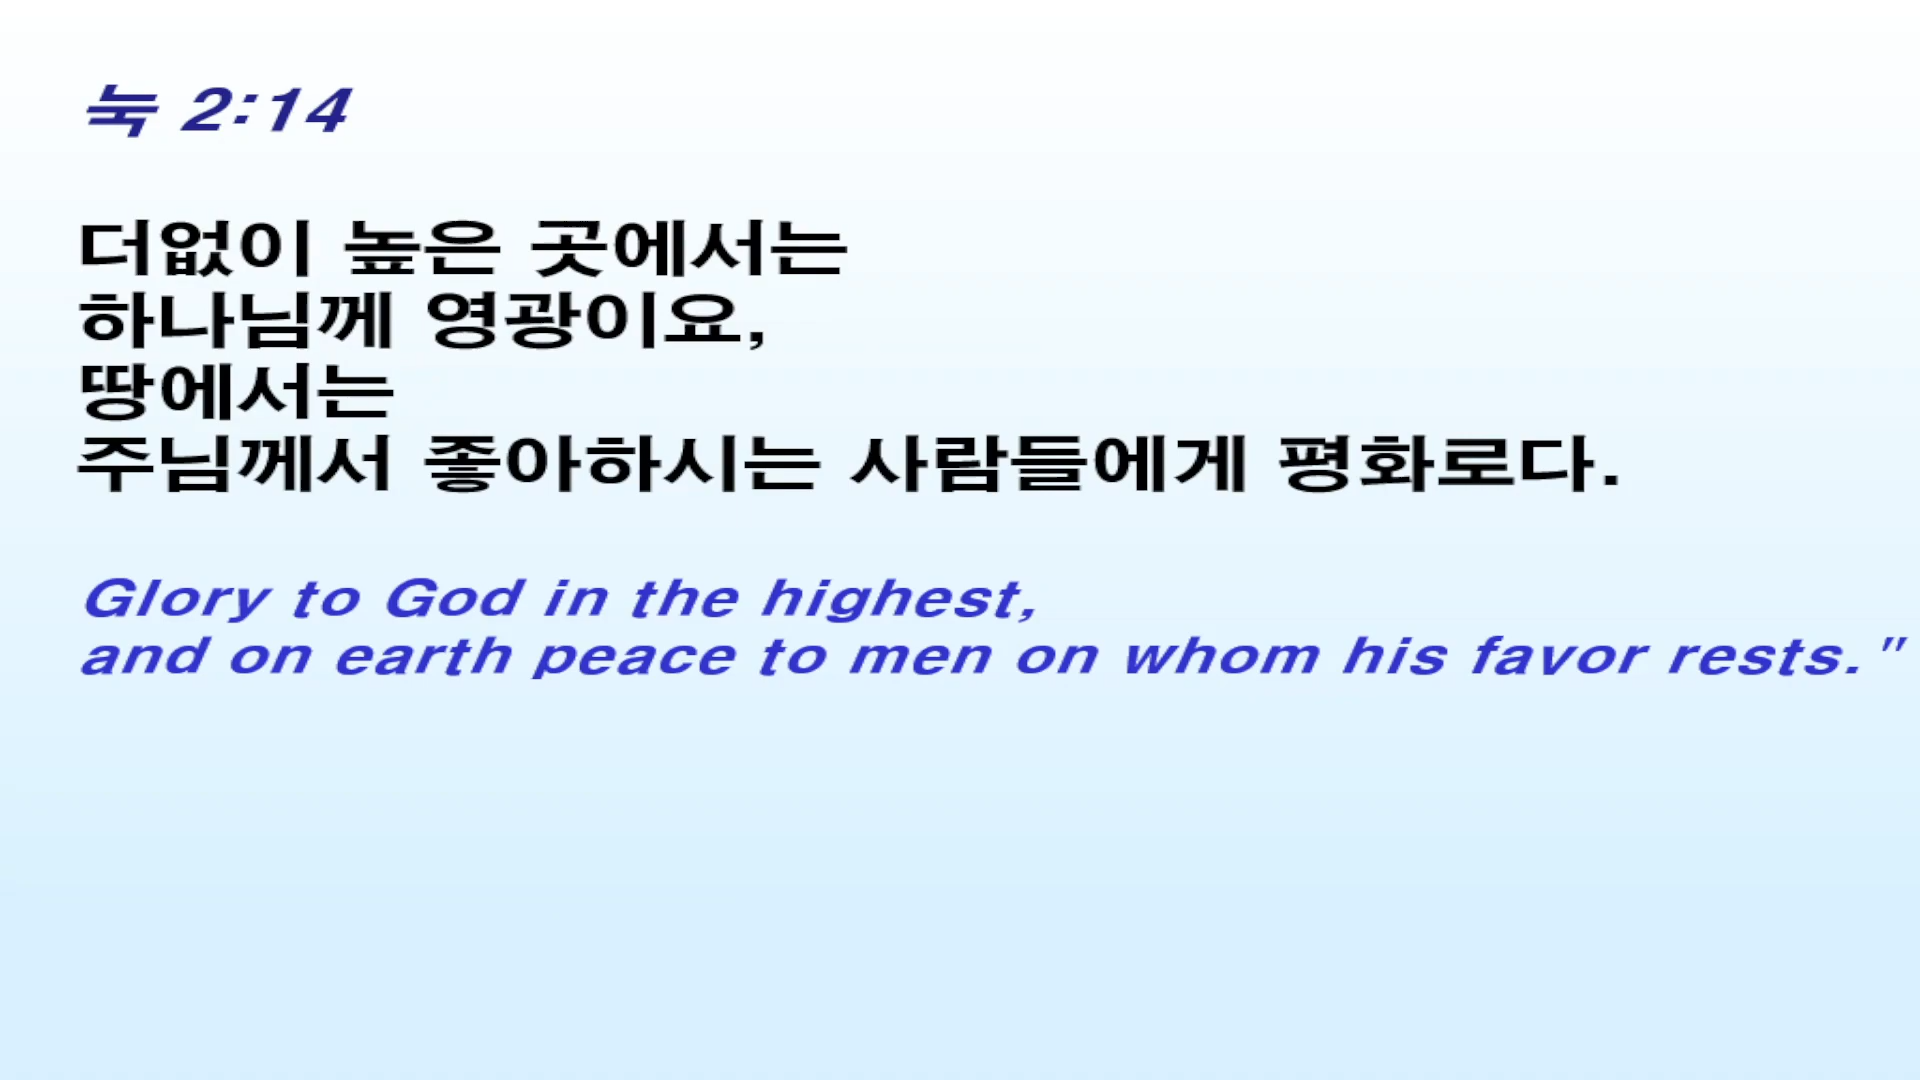 눅 2:14
더없이 높은 곳에서는
하나님께 영광이요,
땅에서는
주님께서 좋아하시는 사람들에게 평화로다.
Glory to God in the highest,
and on earth peace to men on whom his favor rests."